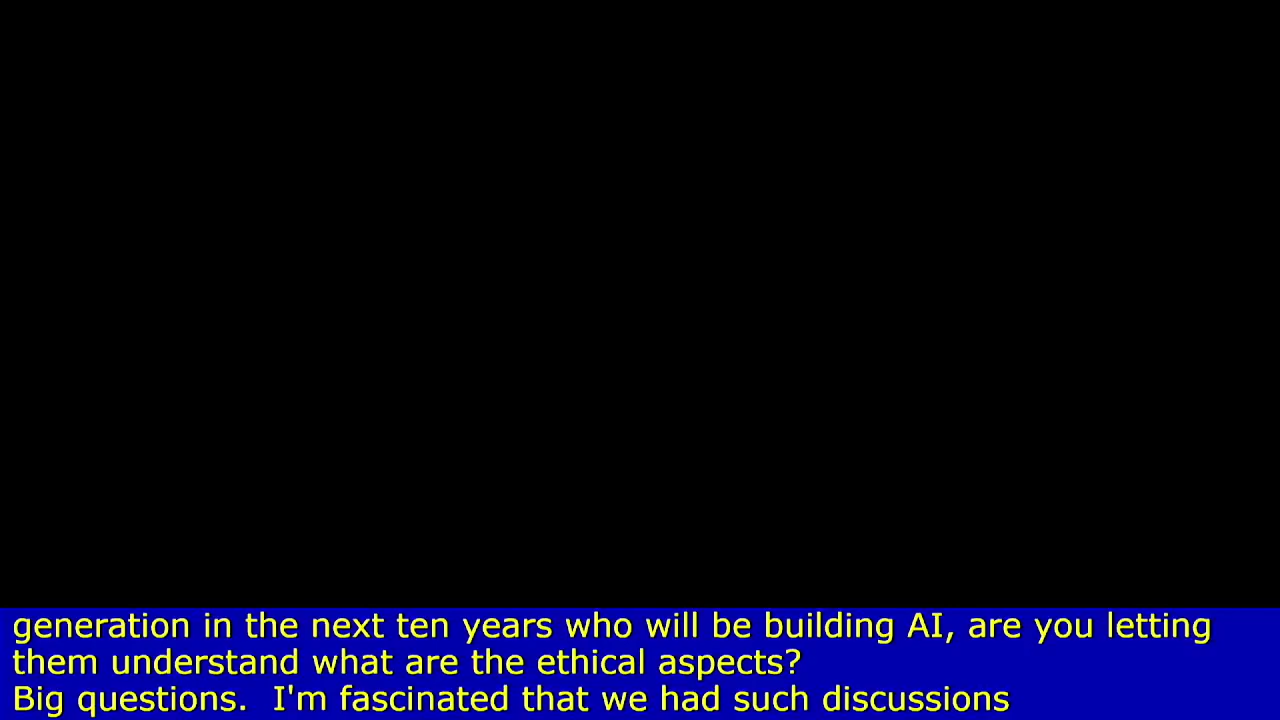 generation in the next ten years who will be building AI, are you letting
them understand what are the ethical aspects?
Big questions.  I'm fascinated that we had such discussions